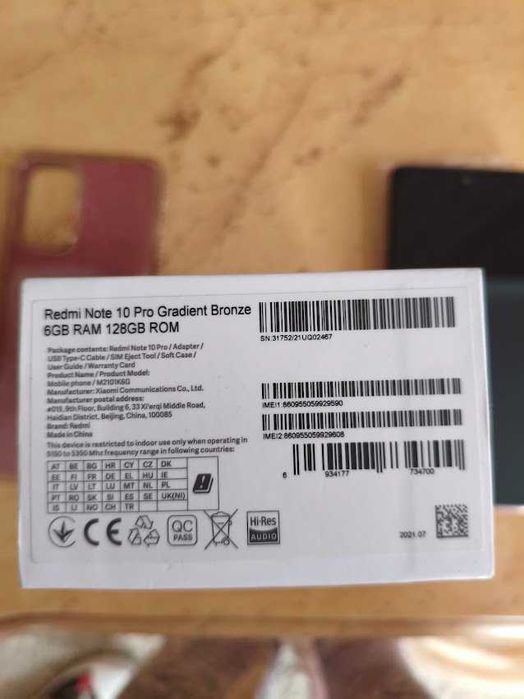 Redmi Note 10 Pro Gradient Bronze
6GB RAM 128GB ROM
Package contents: Redmi Note 10 Pro / Adapter /
USB Type-C Cable / SIM Eject Tool / Soft Case /
User Guide / Warranty Card
Product Name / Product Model:
Mobile phone / M2101K6G
Manufacturer: Xiaomi Communications Co., Ltd.
Manufacturer postal address:
#019, 9th Floor, Building 6, 33 Xi'erqi Middle Road,
Haidian District, Beijing, China, 100085
Brand: Redmi
Made in China
This device is restricted to indoor use only when operating in
5150 to 5350 Mhz frequency range in following countries:
AT BE BG HR CY CZ DK
EE FI FR DE EL HU IE
IT LV LT LU MT NL PL
PT RO SK SI ES SE UK(NI)
IS LI NO CH TR
CE
QC
PASS
Hi-Res
AUDIO
SN:31752/21UQ02467
IMEI1:860955059929590
IMEI2:860955059929608
6 934177 734700
2021.07